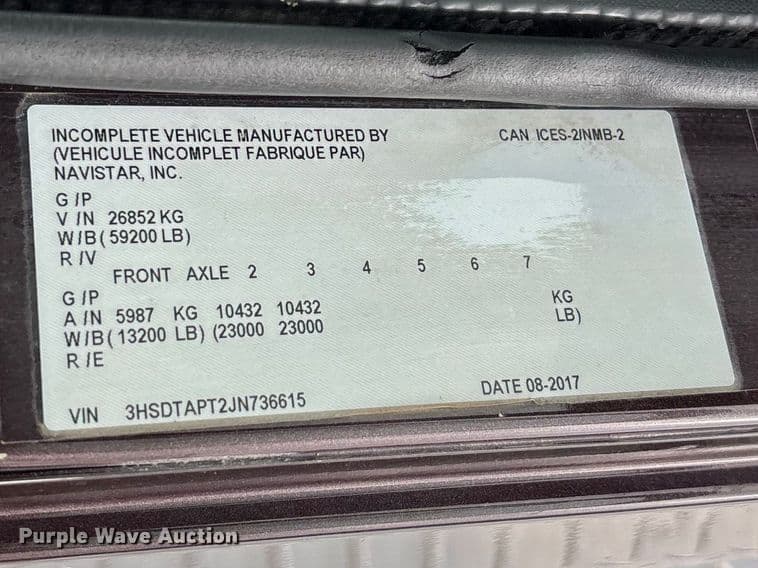 INCOMPLETE VEHICLE MANUFACTURED BY
CAN ICES-2/NMB-2
(VEHICULE INCOMPLET FABRIQUE PAR)
NAVISTAR, INC.
G /P
V /N 26852 KG
W/B ( 59200 LB)
R /V
FRONT AXLE 2 3 4 5 6 7
G /P
A /N 5987 KG 10432 10432 KG
W/B ( 13200 LB) (23000 23000 LB)
R /E
VIN 3HSDTAPT2JN736615 DATE 08-2017
Purple Wave Auction